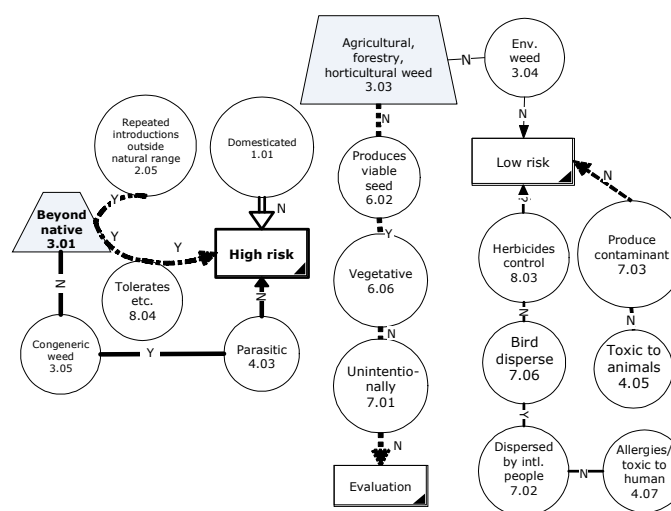 Agricultural,
forestry,
horticultural weed
3.03
N
Env.
weed
3.04
N
N
Repeated
introductions
outside
natural range
2.05
Domesticated
1.01
N
Produces
viable
seed
6.02
Low risk
N
Y
Beyond
native
3.01
Y
Y
High risk
Y
?
Herbicides
control
8.03
Produce
contaminant
7.03
Vegetative
6.06
Tolerates
etc.
8.04
N
N
N
N
N
Congeneric
weed
3.05
Y
Parasitic
4.03
Bird
disperse
7.06
Toxic to
animals
4.05
Unintentio-
nally
7.01
Y
N
Dispersed
by intl.
people
7.02
N
Allergies/
toxic to
human
4.07
Evaluation